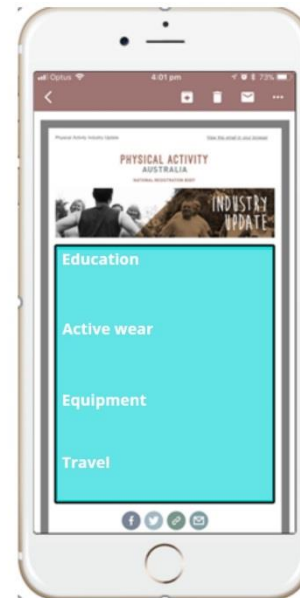 Optus 4:01 pm 73%
Physical Activity Industry Update View this email in your browser
PHYSICAL ACTIVITY
AUSTRALIA
NATIONAL REGISTRATION BODY
INDUSTRY
UPDATE
Education
Active wear
Equipment
Travel